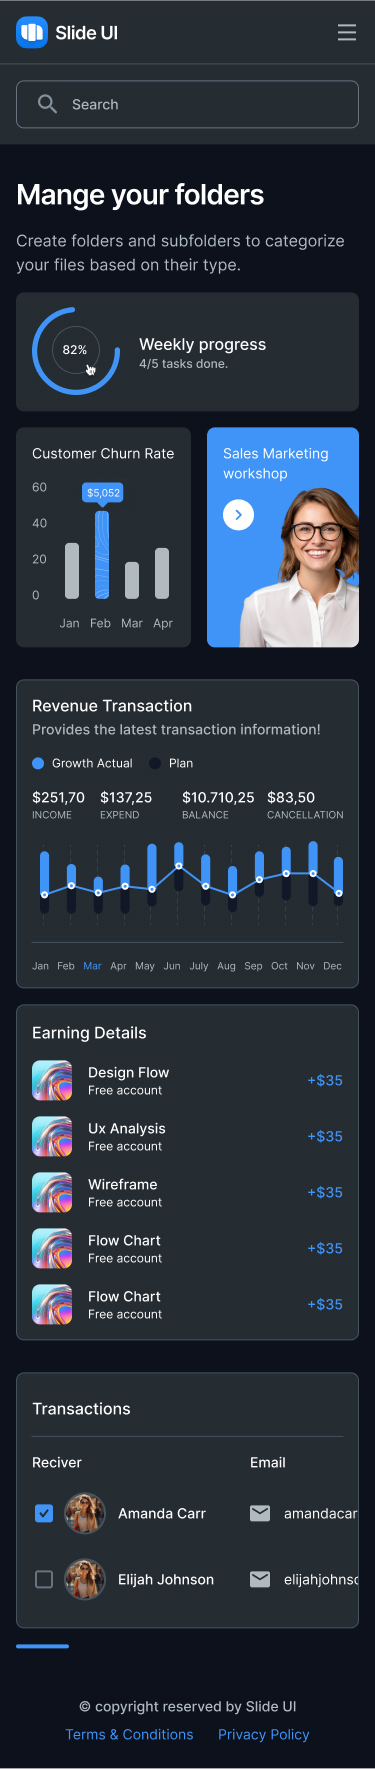 Slide UI
Search
Mange your folders
Create folders and subfolders to categorize
your files based on their type.
82%
Weekly progress
4/5 tasks done.
Customer Churn Rate
60
$5,052
40
20
0
Jan Feb Mar Apr
Sales Marketing
workshop
Revenue Transaction
Provides the latest transaction information!
Growth Actual Plan
$251,70 $137,25 $10.710,25 $83,50
INCOME EXPEND BALANCE CANCELLATION
Jan Feb Mar Apr May Jun July Aug Sep Oct Nov Dec
Earning Details
Design Flow
Free account
+$35
Ux Analysis
Free account
+$35
Wireframe
Free account
+$35
Flow Chart
Free account
+$35
Flow Chart
Free account
+$35
Transactions
Reciver Email
Amanda Carr amandacar
Elijah Johnson elijahjohnso
© copyright reserved by Slide UI
Terms & Conditions Privacy Policy